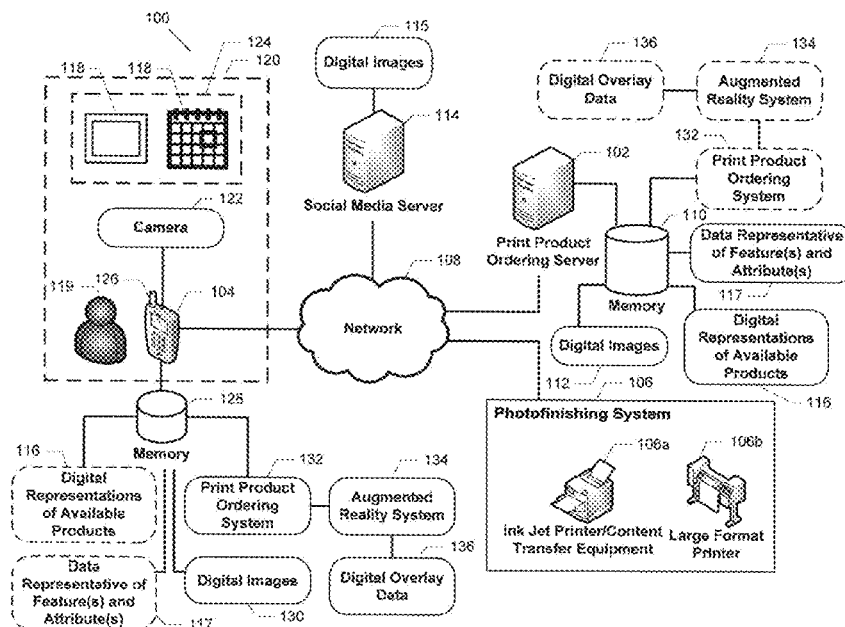 100
124
120
118
118
115
Digital Images
114
Social Media Server
136
Digital Overlay
Data
134
Augmented
Reality System
132
Print Product
Ordering
System
102
Print Product
Ordering Server
110
Memory
Data Representative
of Feature(s) and
Attribute(s)
117
Digital
Representations
of Available
Products
116
Digital Images
112
122
Camera
119
126
104
108
Network
106
Photofinishing System
106a
Ink Jet Printer/Content
Transfer Equipment
106b
Large Format
Printer
Memory
116
Digital
Representations
of Available
Products
132
Print Product
Ordering
System
134
Augmented
Reality System
136
Digital Overlay
Data
Data
Representative of
Feature(s) and
Attribute(s)
117
Digital Images
130